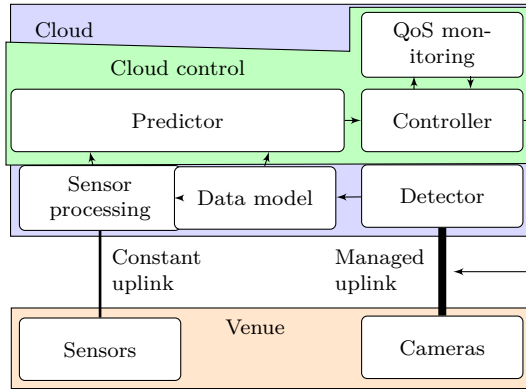 Cloud
QoS mon-
itoring
Cloud control
Predictor
Controller
Sensor
processing
Data model
Detector
Constant
uplink
Managed
uplink
Venue
Sensors
Cameras